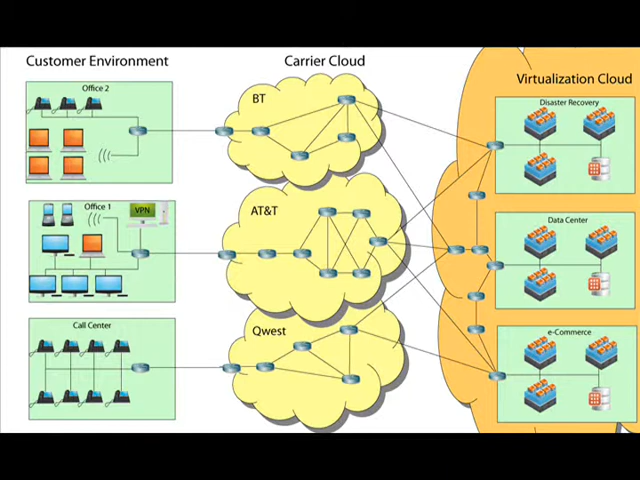 Customer Environment
Carrier Cloud
Virtualization Cloud
Office 2
BT
Disaster Recovery
Office 1
VPN
AT&T
Data Center
Call Center
Qwest
e-Commerce